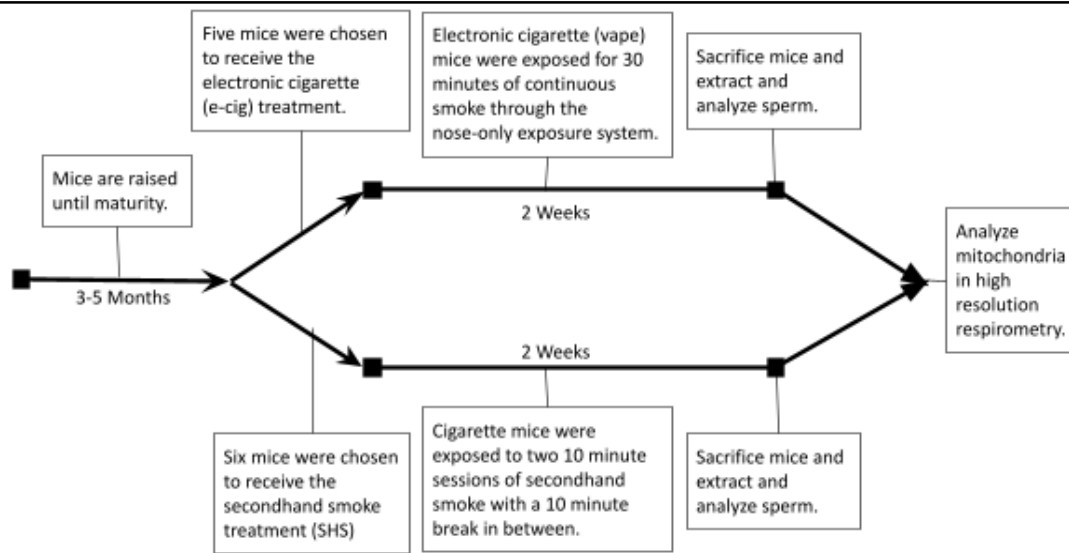 Five mice were chosen
to receive the
electronic cigarette
(e-cig) treatment.
Electronic cigarette (vape)
mice were exposed for 30
minutes of continuous
smoke through the
nose-only exposure system.
Sacrifice mice and
extract and
analyze sperm.
Mice are raised
until maturity.
3-5 Months
2 Weeks
Analyze
mitochondria
in high
resolution
respirometry.
2 Weeks
Six mice were chosen
to receive the
secondhand smoke
treatment (SHS)
Cigarette mice were
exposed to two 10 minute
sessions of secondhand
smoke with a 10 minute
break in between.
Sacrifice mice and
extract and
analyze sperm.